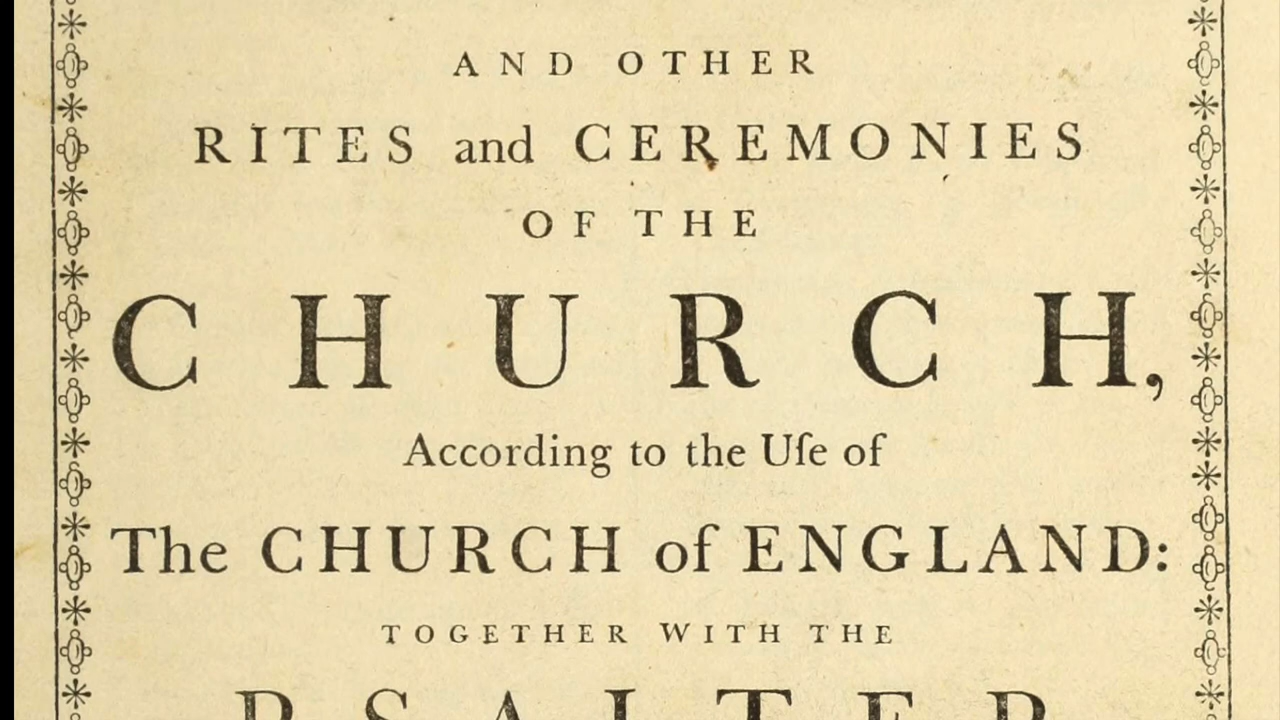 AND OTHER
RITES and CEREMONIES
OF THE
CHURCH,
According to the Uſe of
The CHURCH of ENGLAND:
TOGETHER WITH THE
PSALTER